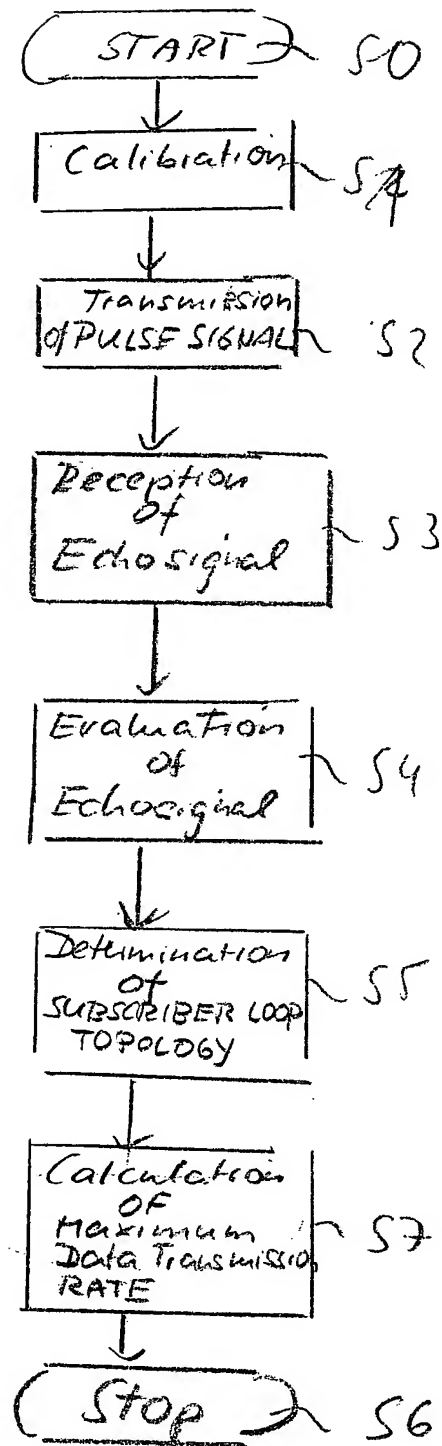 START S0
Calibration S1
Transmission
of PULSE SIGNAL S2
Reception
of
Echosignal S3
Evaluation
of
Echosignal S4
Determination
of
SUBSCRIBER LOOP
TOPOLOGY S5
Calculation
OF
Maximum
Data Transmission
RATE S7
Stop S6